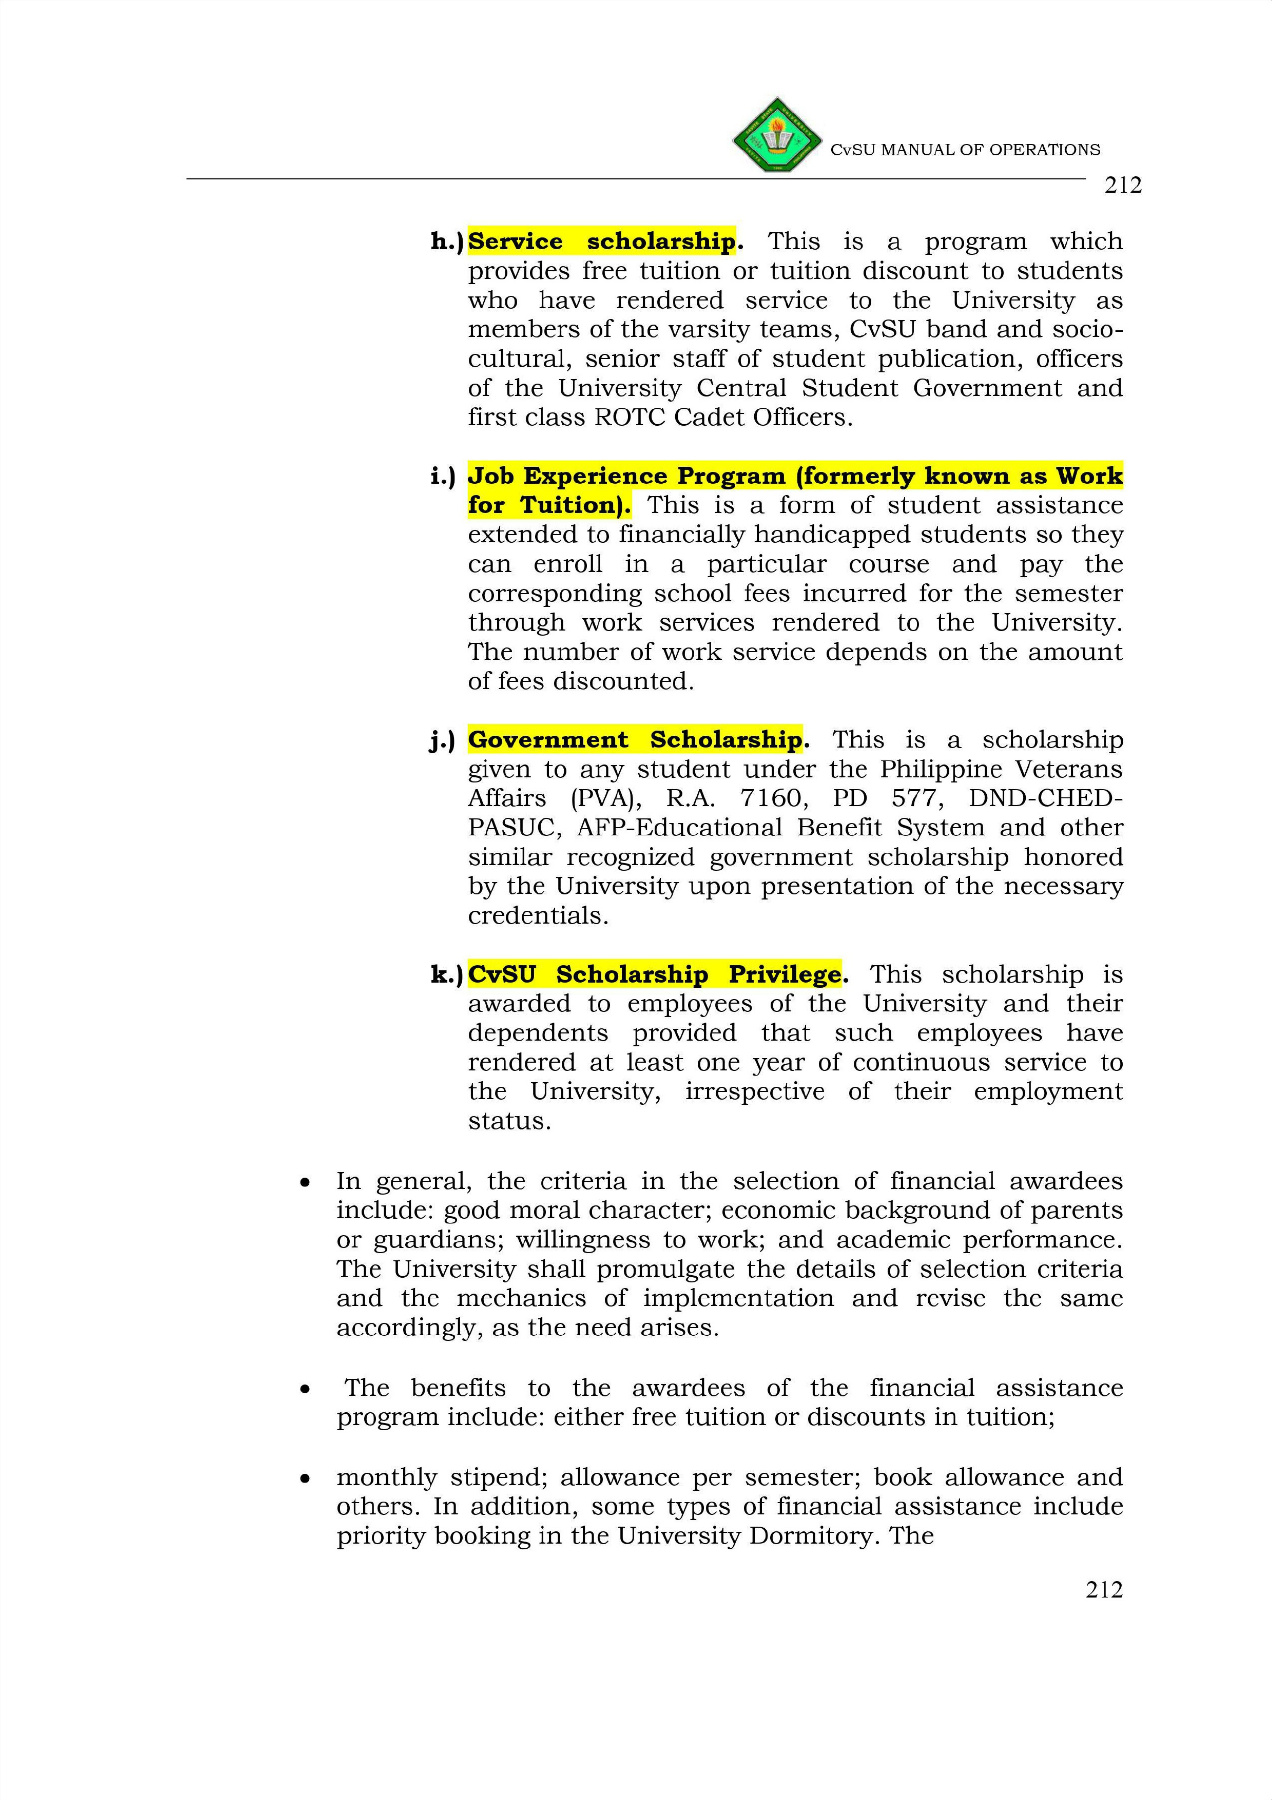 CvSU MANUAL OF OPERATIONS
212
h.) Service scholarship. This is a program which
provides free tuition or tuition discount to students
who have rendered service to the University as
members of the varsity teams, CvSU band and socio-
cultural, senior staff of student publication, officers
of the University Central Student Government and
first class ROTC Cadet Officers.
i.) Job Experience Program (formerly known as Work
for Tuition). This is a form of student assistance
extended to financially handicapped students so they
can enroll in a particular course and pay the
corresponding school fees incurred for the semester
through work services rendered to the University.
The number of work service depends on the amount
of fees discounted.
j.) Government Scholarship. This is a scholarship
given to any student under the Philippine Veterans
Affairs (PVA), R.A. 7160, PD 577, DND-CHED-
PASUC, AFP-Educational Benefit System and other
similar recognized government scholarship honored
by the University upon presentation of the necessary
credentials.
k.) CvSU Scholarship Privilege. This scholarship is
awarded to employees of the University and their
dependents provided that such employees have
rendered at least one year of continuous service to
the University, irrespective of their employment
status.
• In general, the criteria in the selection of financial awardees
include: good moral character; economic background of parents
or guardians; willingness to work; and academic performance.
The University shall promulgate the details of selection criteria
and the mechanics of implementation and revise the same
accordingly, as the need arises.
• The benefits to the awardees of the financial assistance
program include: either free tuition or discounts in tuition;
• monthly stipend; allowance per semester; book allowance and
others. In addition, some types of financial assistance include
priority booking in the University Dormitory. The
212